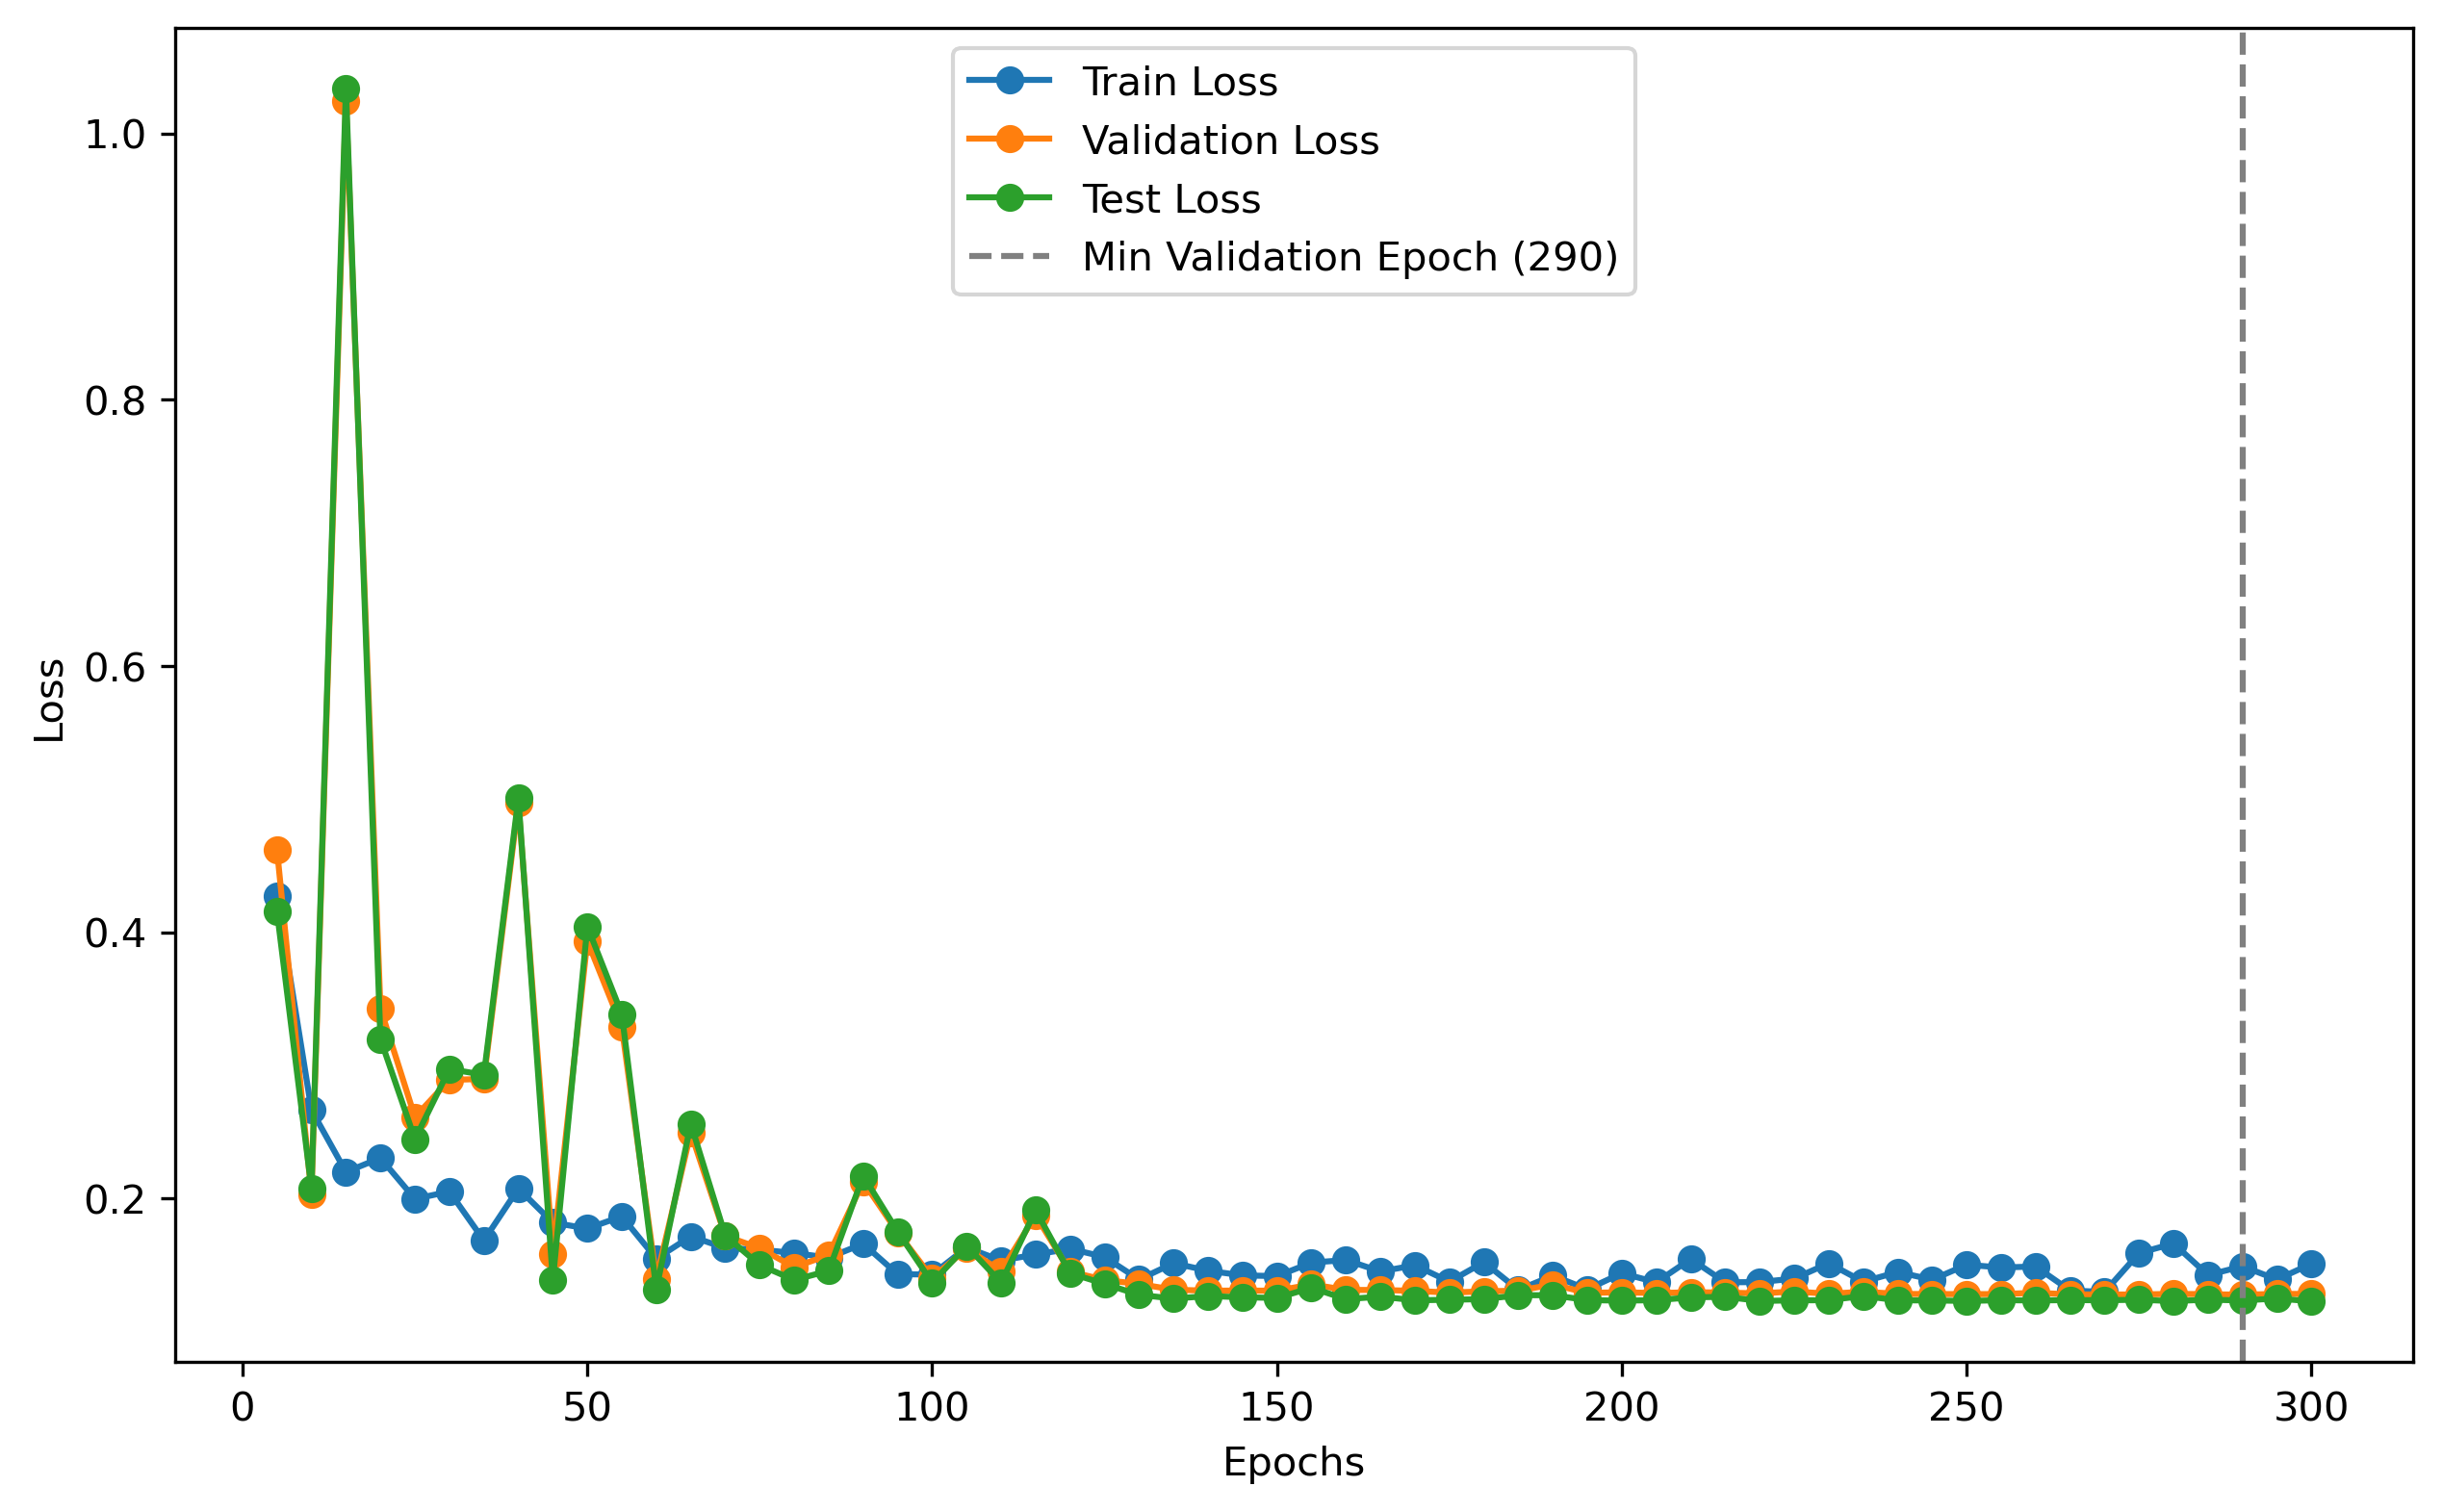 Train Loss
Validation Loss
Test Loss
Min Validation Epoch (290)
1.0
0.8
0.6
0.4
0.2
Loss
0 50 100 150 200 250 300
Epochs